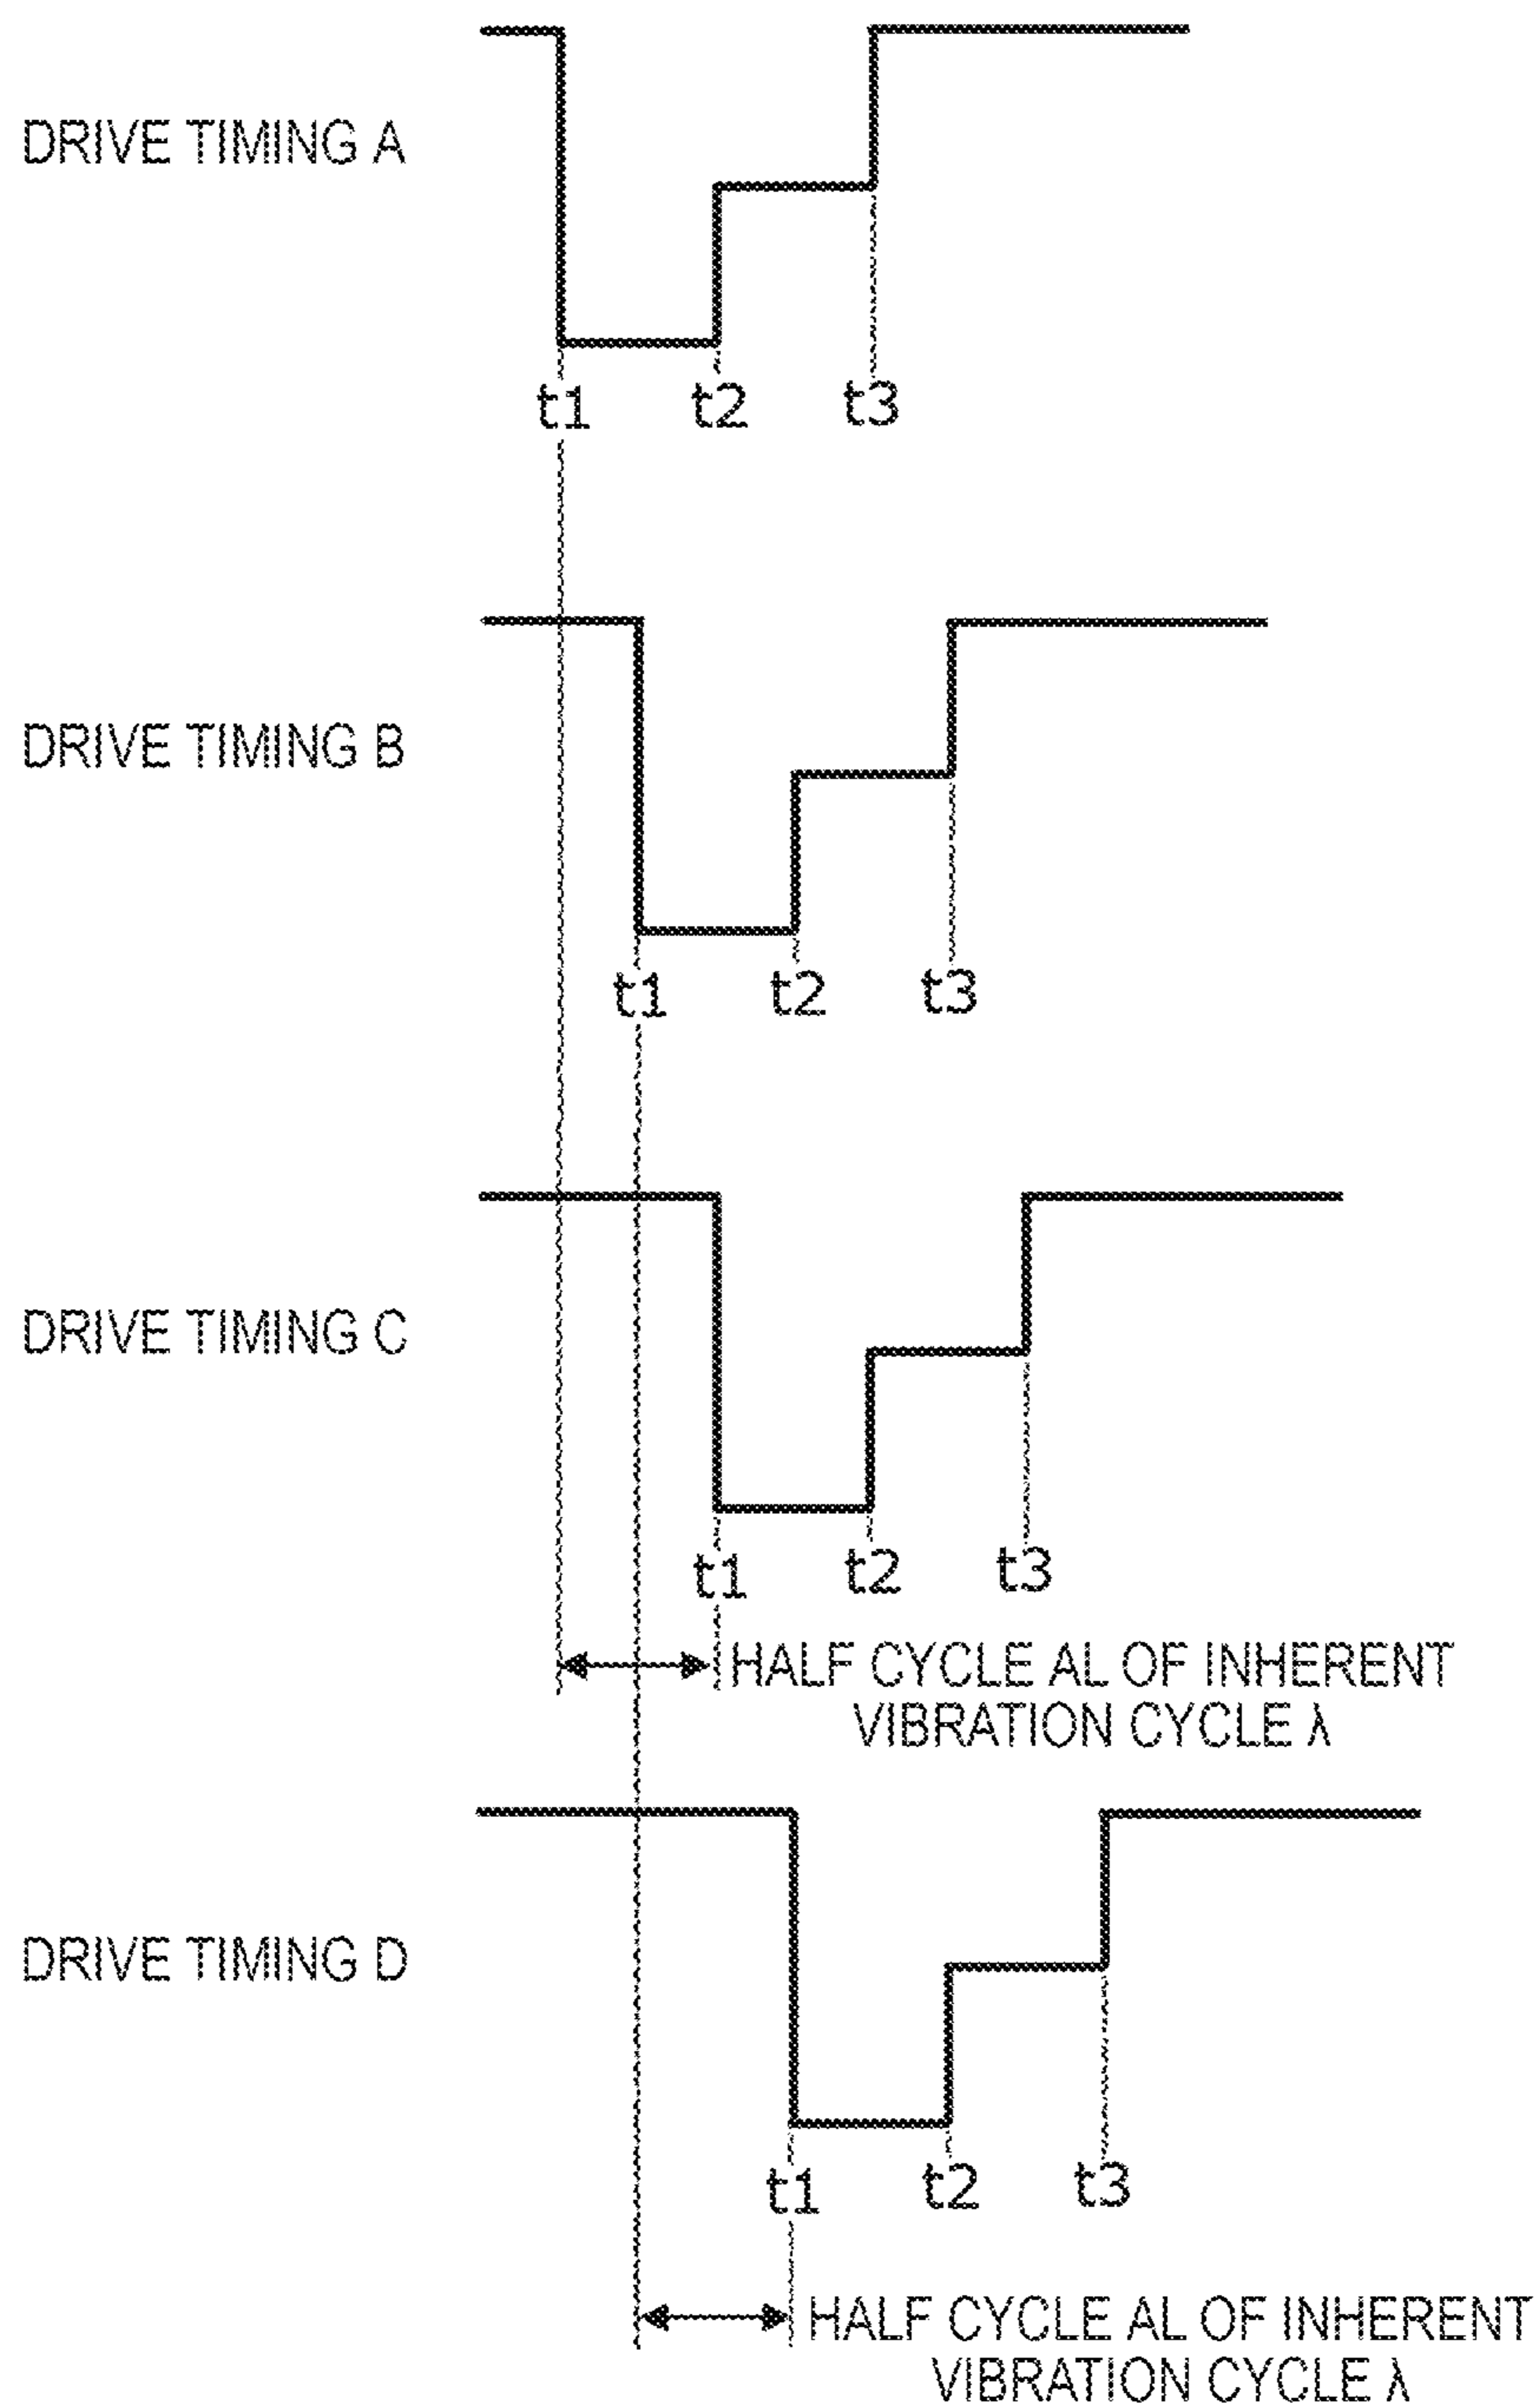 DRIVE TIMING A
t1 t2 t3
DRIVE TIMING B
t1 t2 t3
DRIVE TIMING C
t1 t2 t3
HALF CYCLE AL OF INHERENT
VIBRATION CYCLE λ
DRIVE TIMING D
t1 t2 t3
HALF CYCLE AL OF INHERENT
VIBRATION CYCLE λ